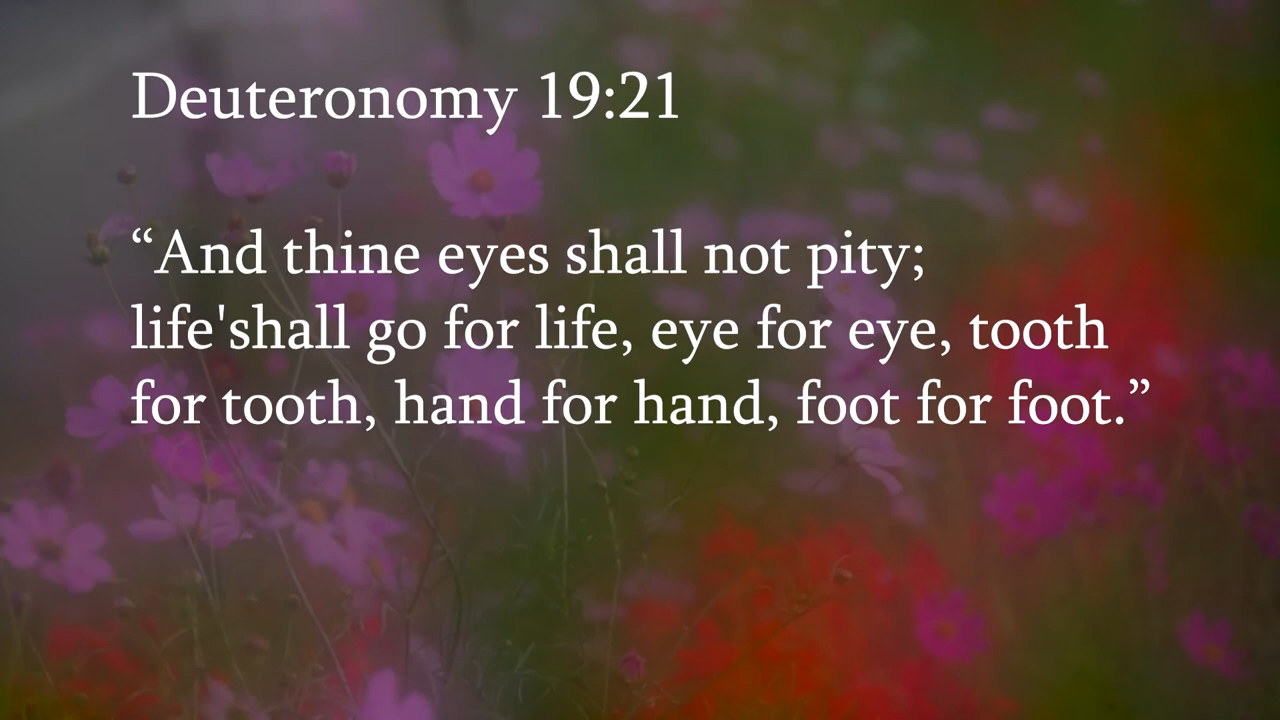 Deuteronomy 19:21
“And thine eyes shall not pity;
life'shall go for life, eye for eye, tooth
for tooth, hand for hand, foot for foot.”